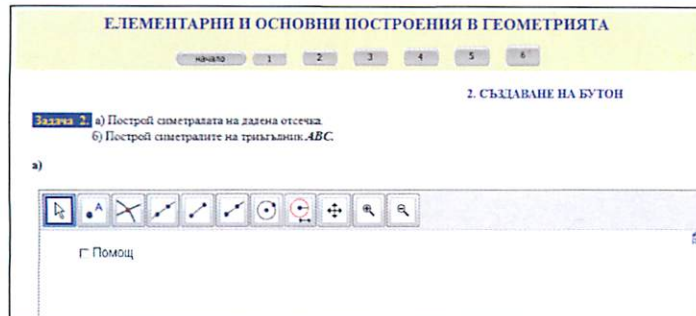 ЕЛЕМЕНТАРНИ И ОСНОВНИ ПОСТРОЕНИЯ В ГЕОМЕТРИЯТА
начало 1 2 3 4 5 6
2. СЪЗДАВАНЕ НА БУТОН
Задача 2. а) Построй симетралата на дадена отсечка.
б) Построй симетралите на триъгълник ABC.
а)
A
Помощ